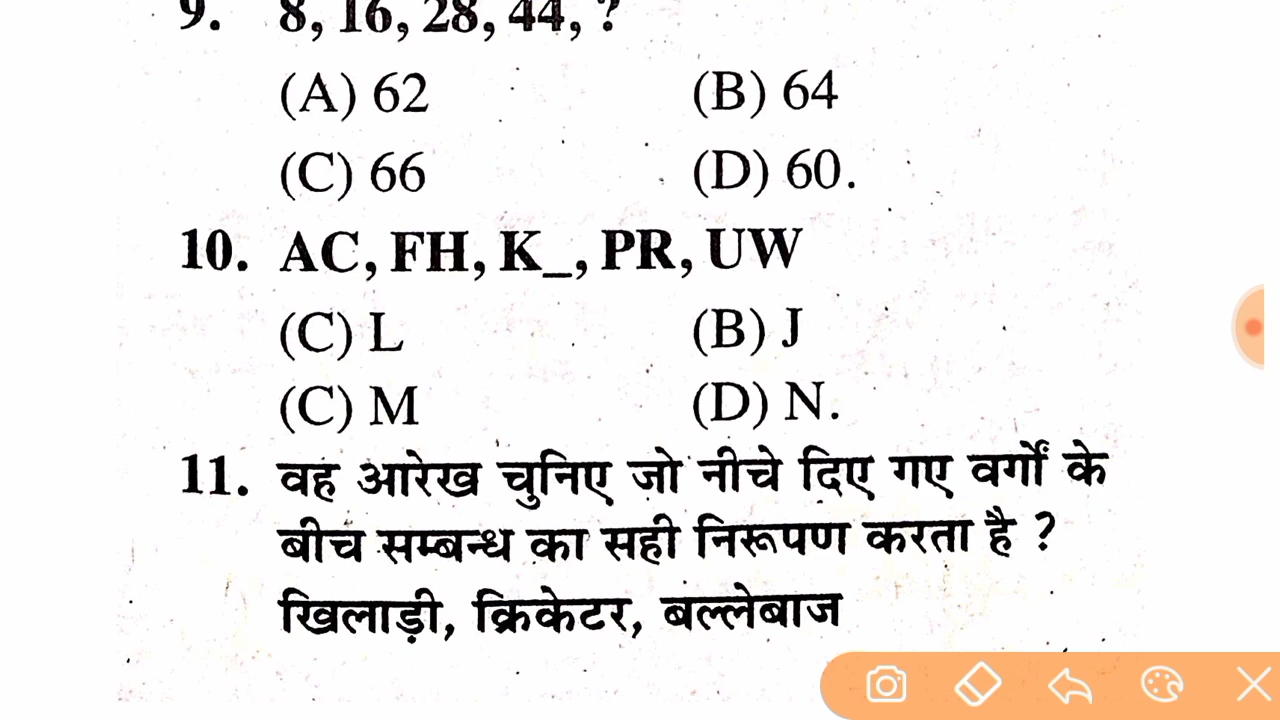 9. 8, 16, 28, 44, ?
(A) 62 (B) 64
(C) 66 (D) 60.
10. AC, FH, K_, PR, UW
(C) L (B) J
(C) M (D) N.
11. वह आरेख चुनिए जो नीचे दिए गए वर्गों के
बीच सम्बन्ध का सही निरूपण करता है ?
खिलाड़ी, क्रिकेटर, बल्लेबाज